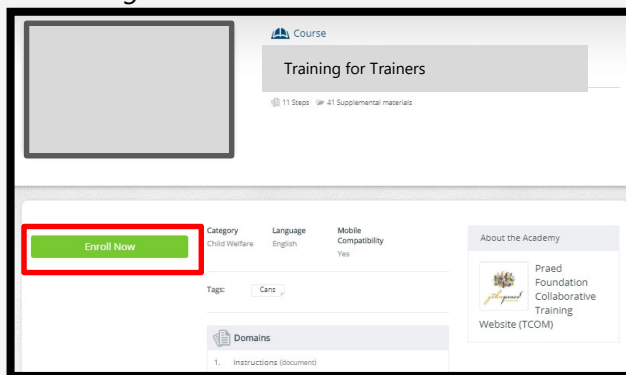 Course
Training for Trainers
11 Steps 41 Supplemental materials
Enroll Now
Category
Child Welfare
Language
English
Mobile
Compatibility
Yes
Tags: Cans
Domains
1. Instructions (document)
About the Academy
Praed
Foundation
Collaborative
Training
Website (TCOM)